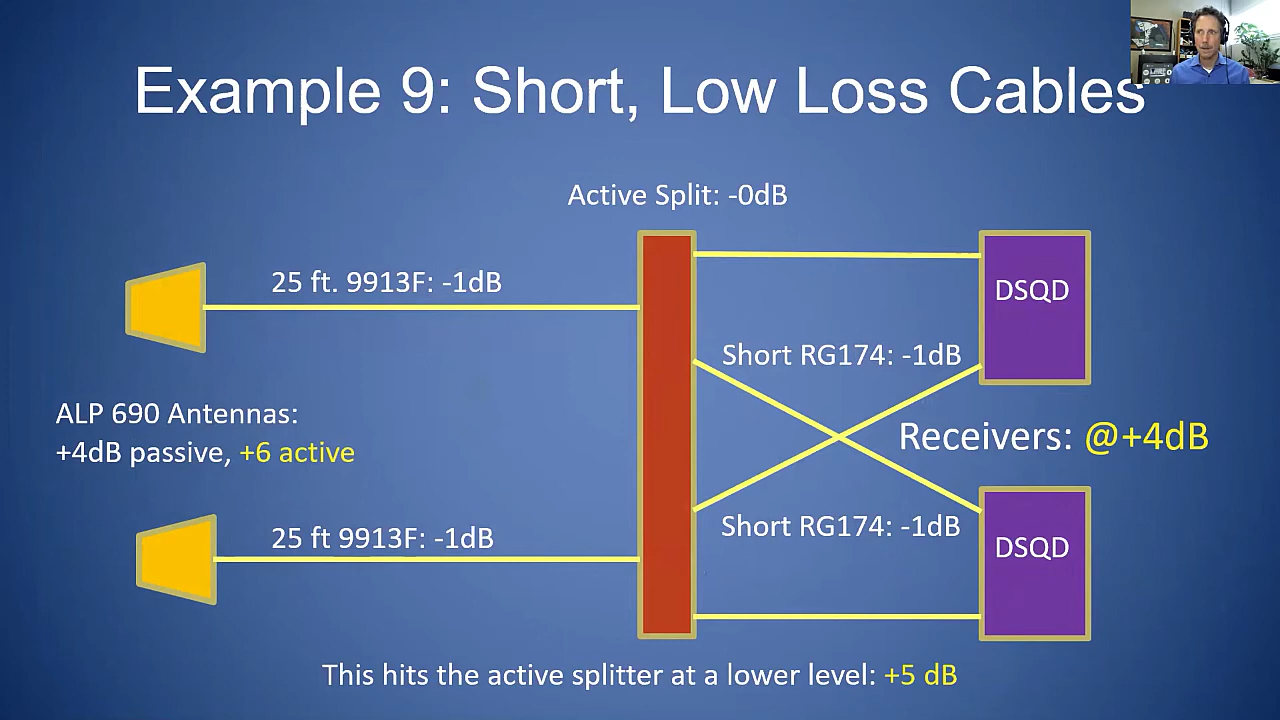 Example 9: Short, Low Loss Cables
Active Split: -0dB
25 ft. 9913F: -1dB
DSQD
Short RG174: -1dB
ALP 690 Antennas:
+4dB passive, +6 active
Receivers: @+4dB
25 ft 9913F: -1dB
Short RG174: -1dB
DSQD
This hits the active splitter at a lower level: +5 dB